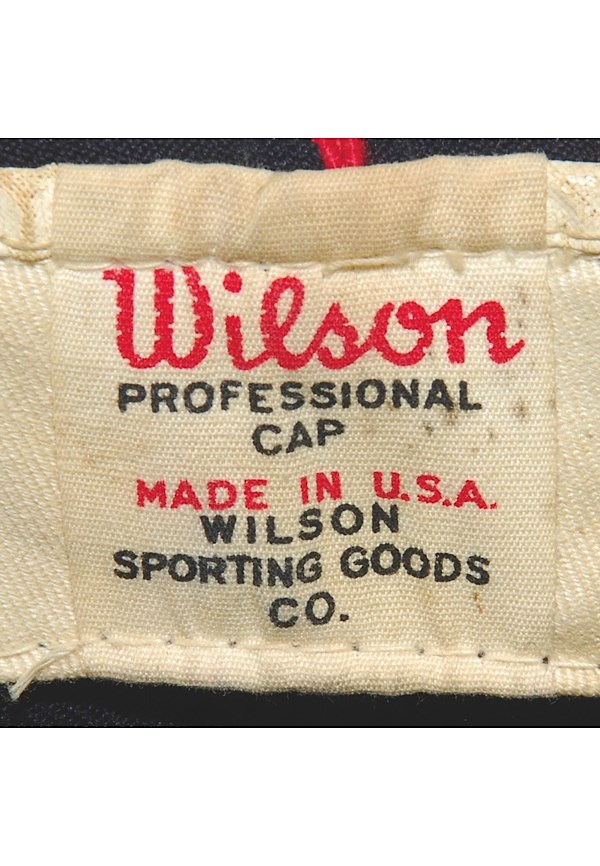 Wilson
PROFESSIONAL
CAP
MADE IN U.S.A.
WILSON
SPORTING GOODS
CO.